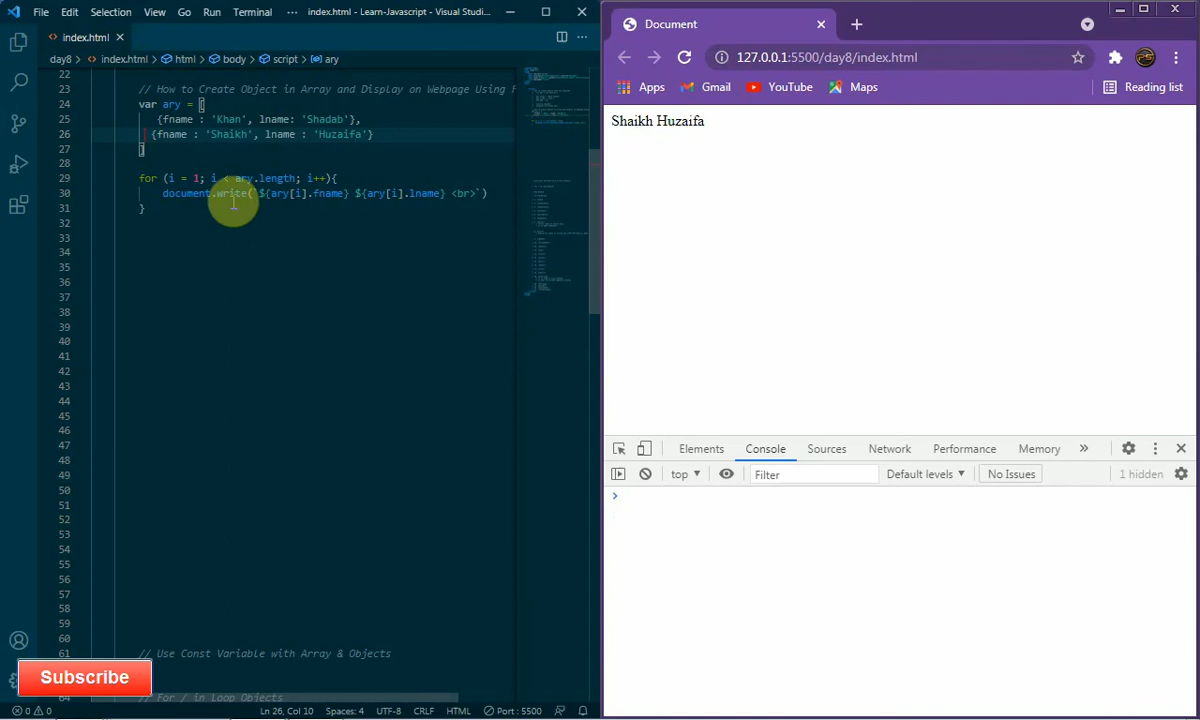 File Edit Selection View Go Run Terminal ··· index.html - Learn-Javascript - Visual Studi...
index.html
day8 > index.html > html > body > script > ary
22
23 // How to Create Object in Array and Display on Webpage Using F
24 var ary = [
25 {fname : 'Khan', lname: 'Shadab'},
26 {fname : 'Shaikh', lname : 'Huzaifa'}
27 ]
28
29 for (i = 1; i < ary.length; i++){
30 document.write(`${ary[i].fname} ${ary[i].lname} <br>`)
31 }
32
33
34
35
36
37
38
39
40
41
42
43
44
45
46
47
48
49
50
51
52
53
54
55
56
57
58
59
60
61 // Use Const Variable with Array & Objects
64 // For / in Loop Objects
Subscribe
0 0 Ln 26, Col 10 Spaces: 4 UTF-8 CRLF HTML Port : 5500
Document
127.0.0.1:5500/day8/index.html
Apps Gmail YouTube Maps Reading list
Shaikh Huzaifa
Elements Console Sources Network Performance Memory »
top Filter Default levels No Issues 1 hidden